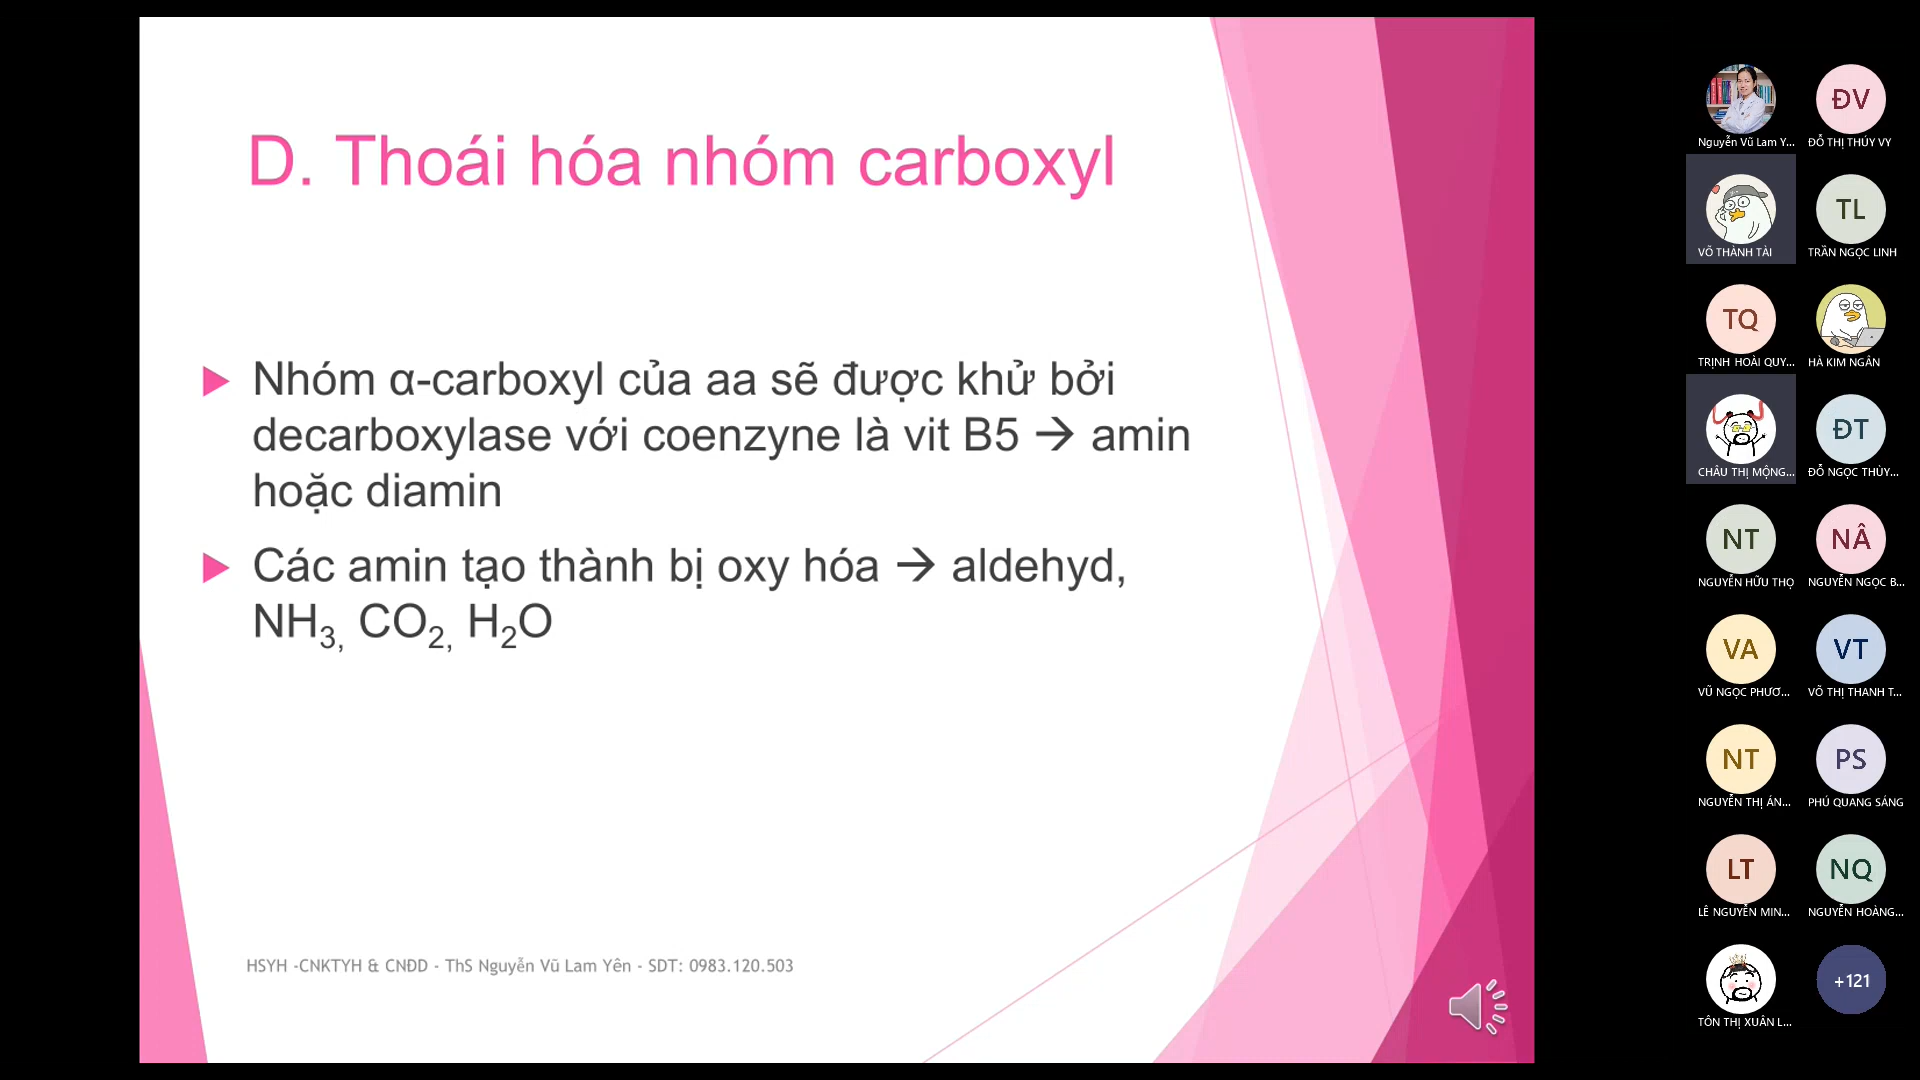 D. Thoái hóa nhóm carboxyl
Nhóm α-carboxyl của aa sẽ được khử bởi
decarboxylase với coenzyne là vit B5 → amin
hoặc diamin
Các amin tạo thành bị oxy hóa → aldehyd,
NH3, CO2, H2O
HSYH -CNKTYH & CNĐD - ThS Nguyễn Vũ Lam Yên - SDT: 0983.120.503
Nguyễn Vũ Lam Y...
ĐV
ĐỖ THỊ THÚY VY
VÕ THÀNH TÀI
TL
TRẦN NGỌC LINH
TQ
TRỊNH HOÀI QUY...
HÀ KIM NGÂN
CHÂU THỊ MỘNG...
ĐT
ĐỖ NGỌC THÙY...
NT
NGUYỄN HỮU THỌ
NÂ
NGUYỄN NGỌC B...
VA
VŨ NGỌC PHƯƠ...
VT
VÕ THỊ THANH T...
NT
NGUYỄN THỊ ÁN...
PS
PHÚ QUANG SÁNG
LT
LÊ NGUYỄN MIN...
NQ
NGUYỄN HOÀNG...
TÔN THỊ XUÂN L...
+121